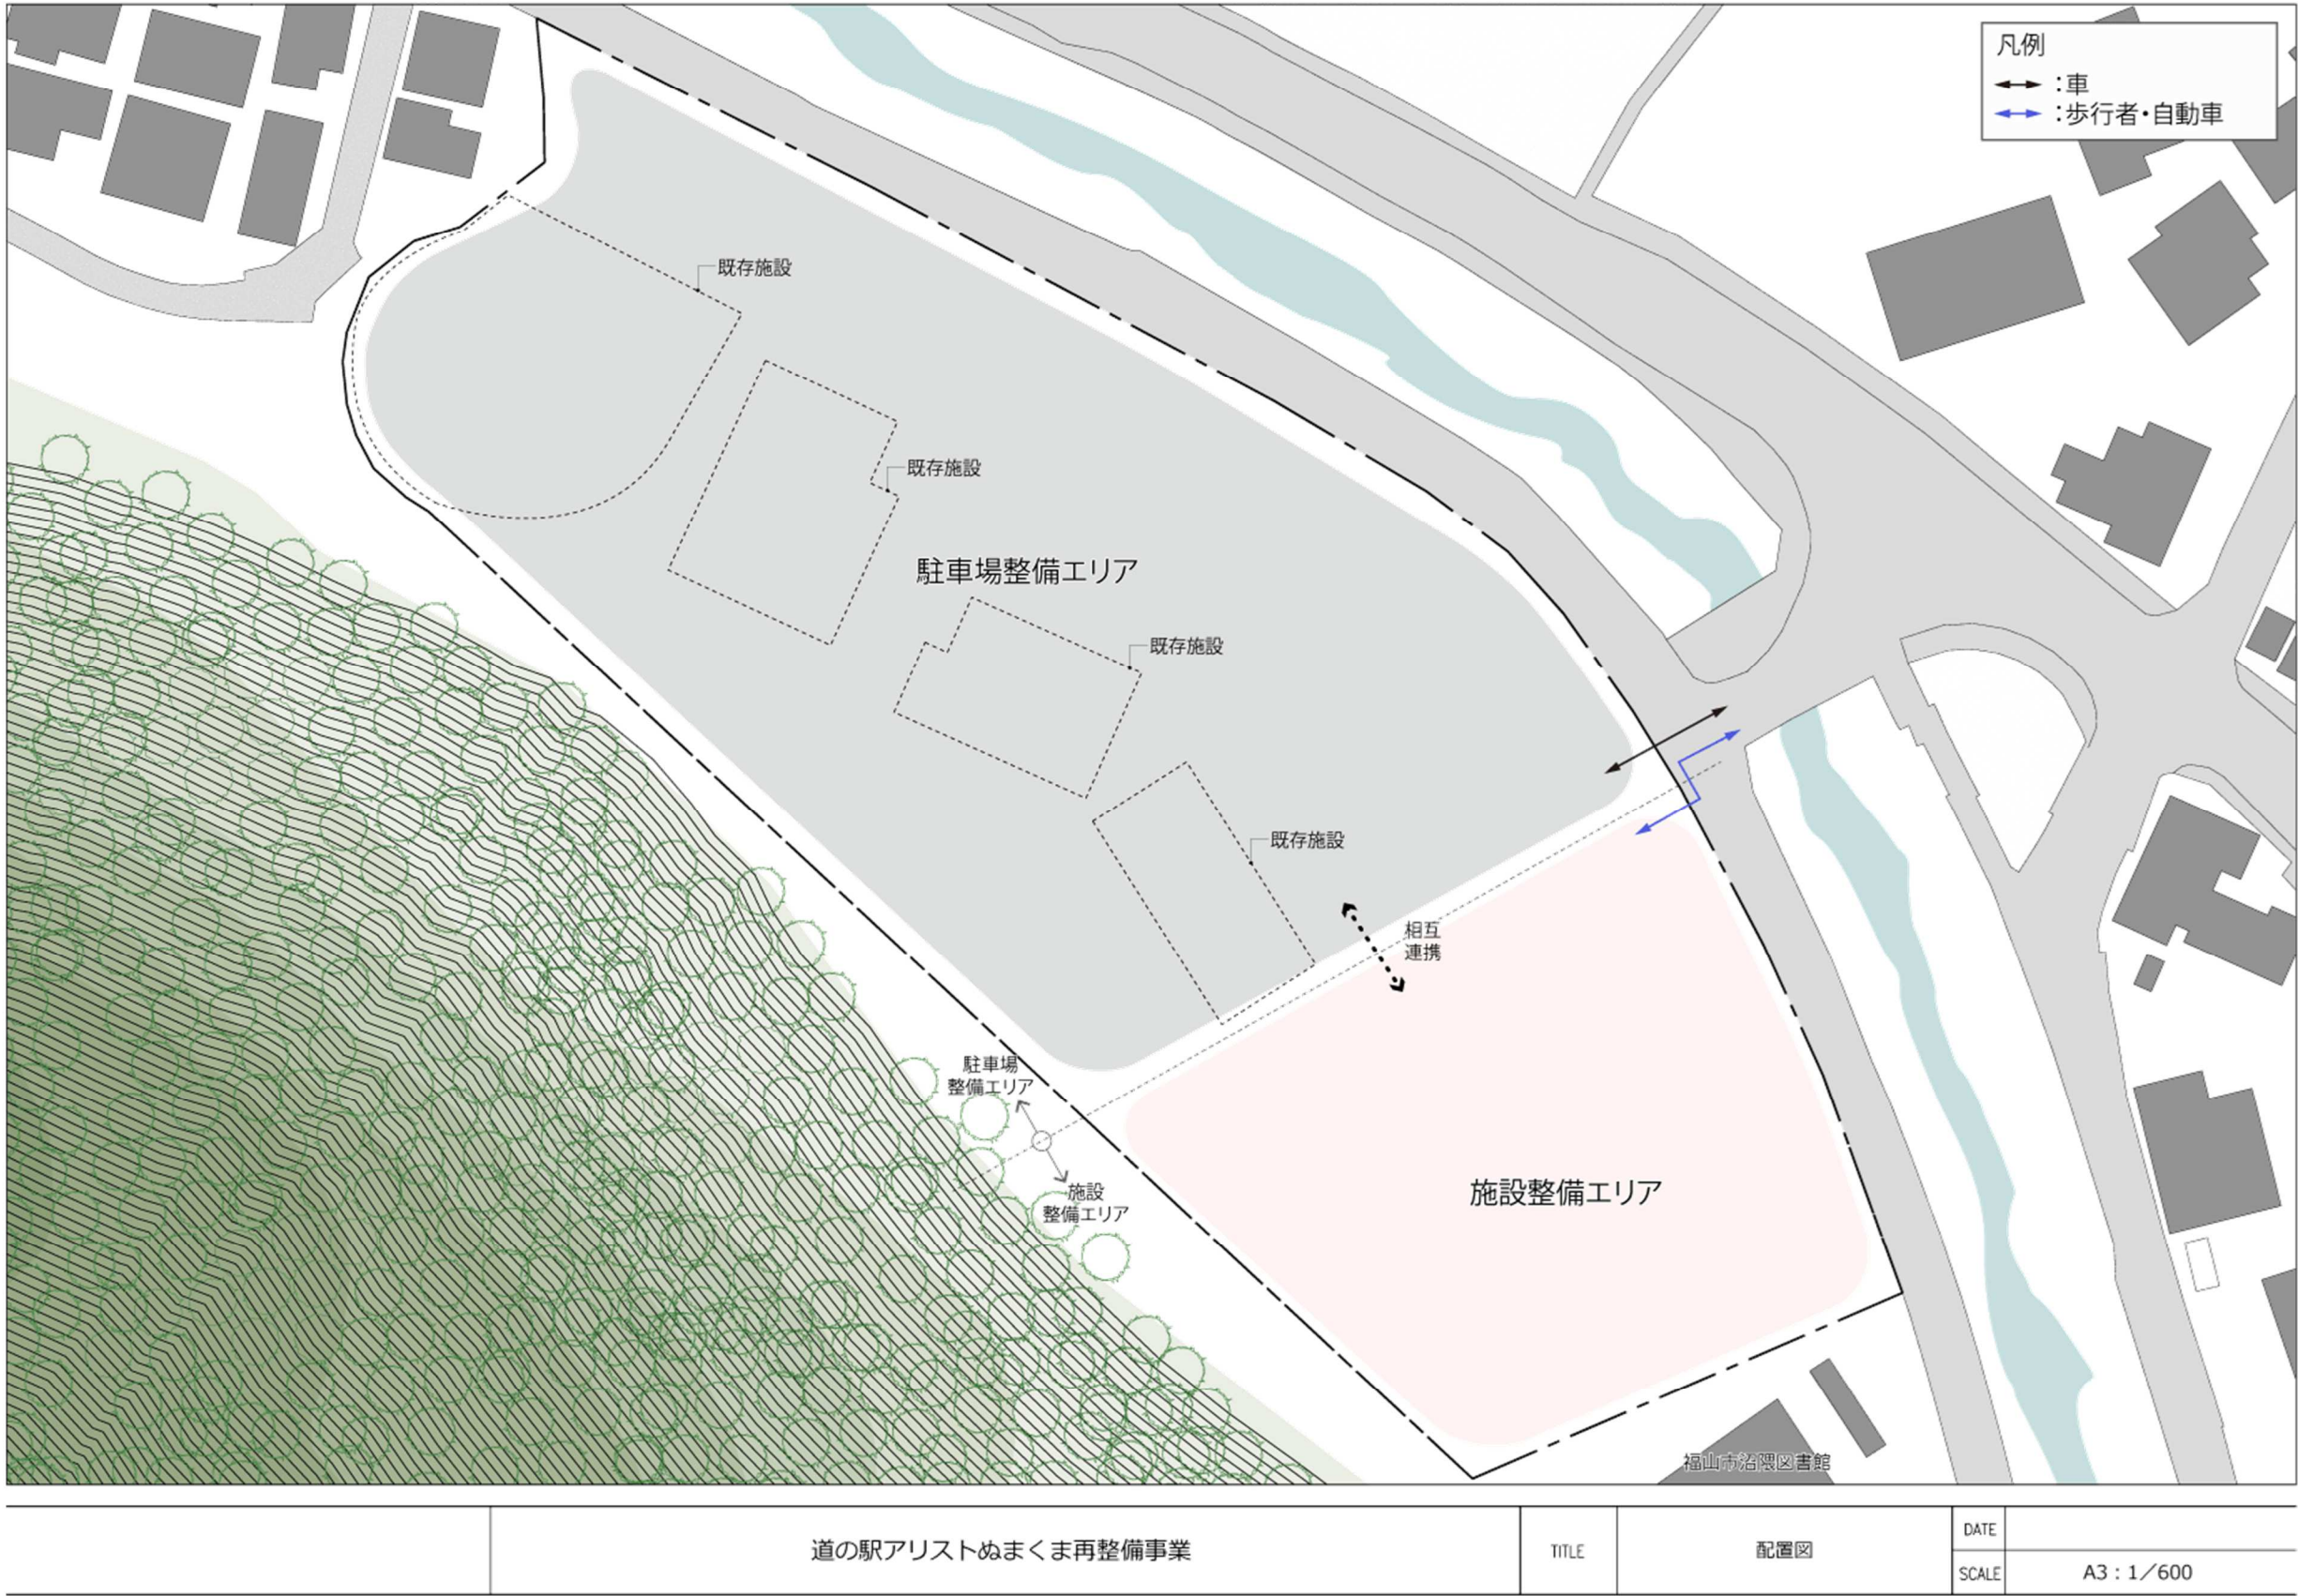 凡例
：車
：歩行者・自動車
既存施設
既存施設
駐車場整備エリア
既存施設
既存施設
相互
連携
駐車場
整備エリア
施設
整備エリア
施設整備エリア
福山市沼隈図書館
道の駅アリストぬまくま再整備事業
TITLE
配置図
DATE
SCALE
A3：1／600